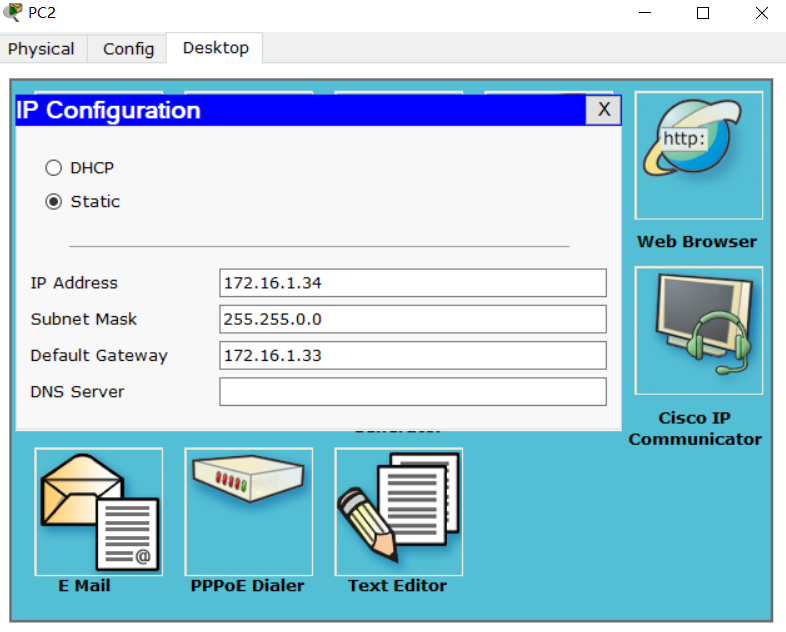 PC2
Physical Config Desktop
IP Configuration X
DHCP
Static
IP Address 172.16.1.34
Subnet Mask 255.255.0.0
Default Gateway 172.16.1.33
DNS Server
http:
Web Browser
Cisco IP
Communicator
@
E Mail PPPoE Dialer Text Editor